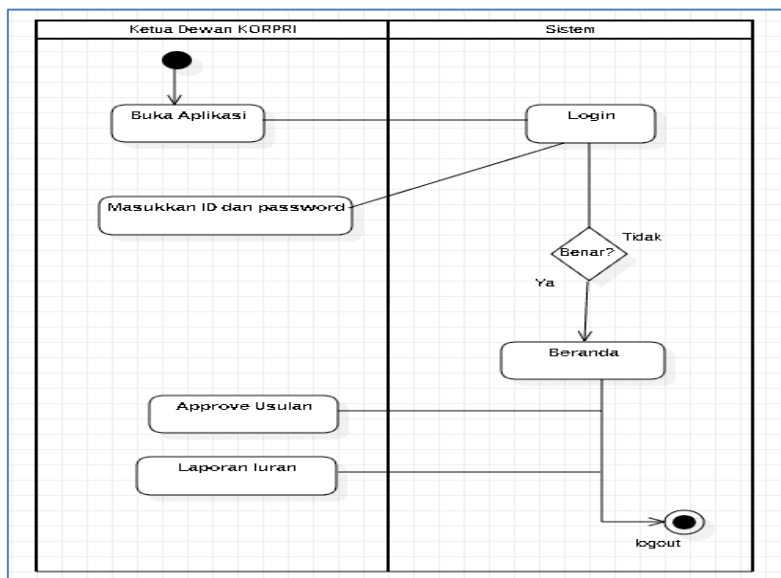 Ketua Dewan KORPRI
Sistem
Buka Aplikasi
Login
Masukkan ID dan password
Tidak
Benar?
Ya
Beranda
Approve Usulan
Laporan Iuran
logout